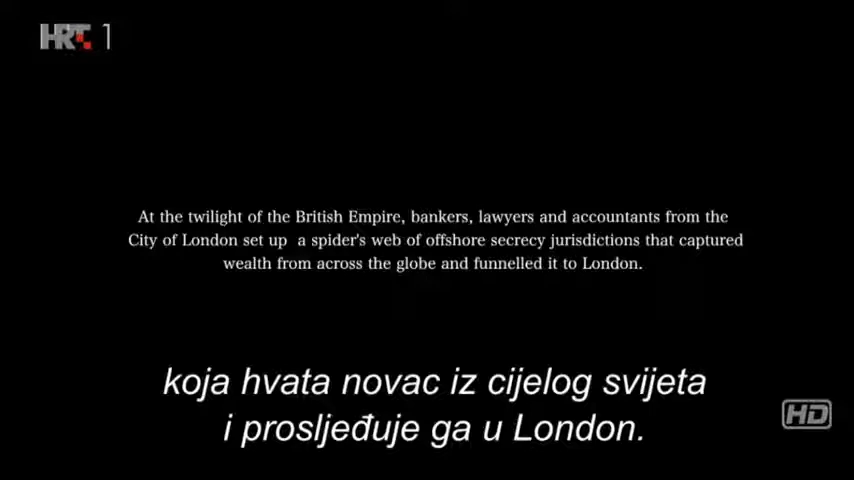 HRT 1
At the twilight of the British Empire, bankers, lawyers and accountants from the
City of London set up  a spider's web of offshore secrecy jurisdictions that captured
wealth from across the globe and funnelled it to London.
koja hvata novac iz cijelog svijeta
i prosljeđuje ga u London.
HD